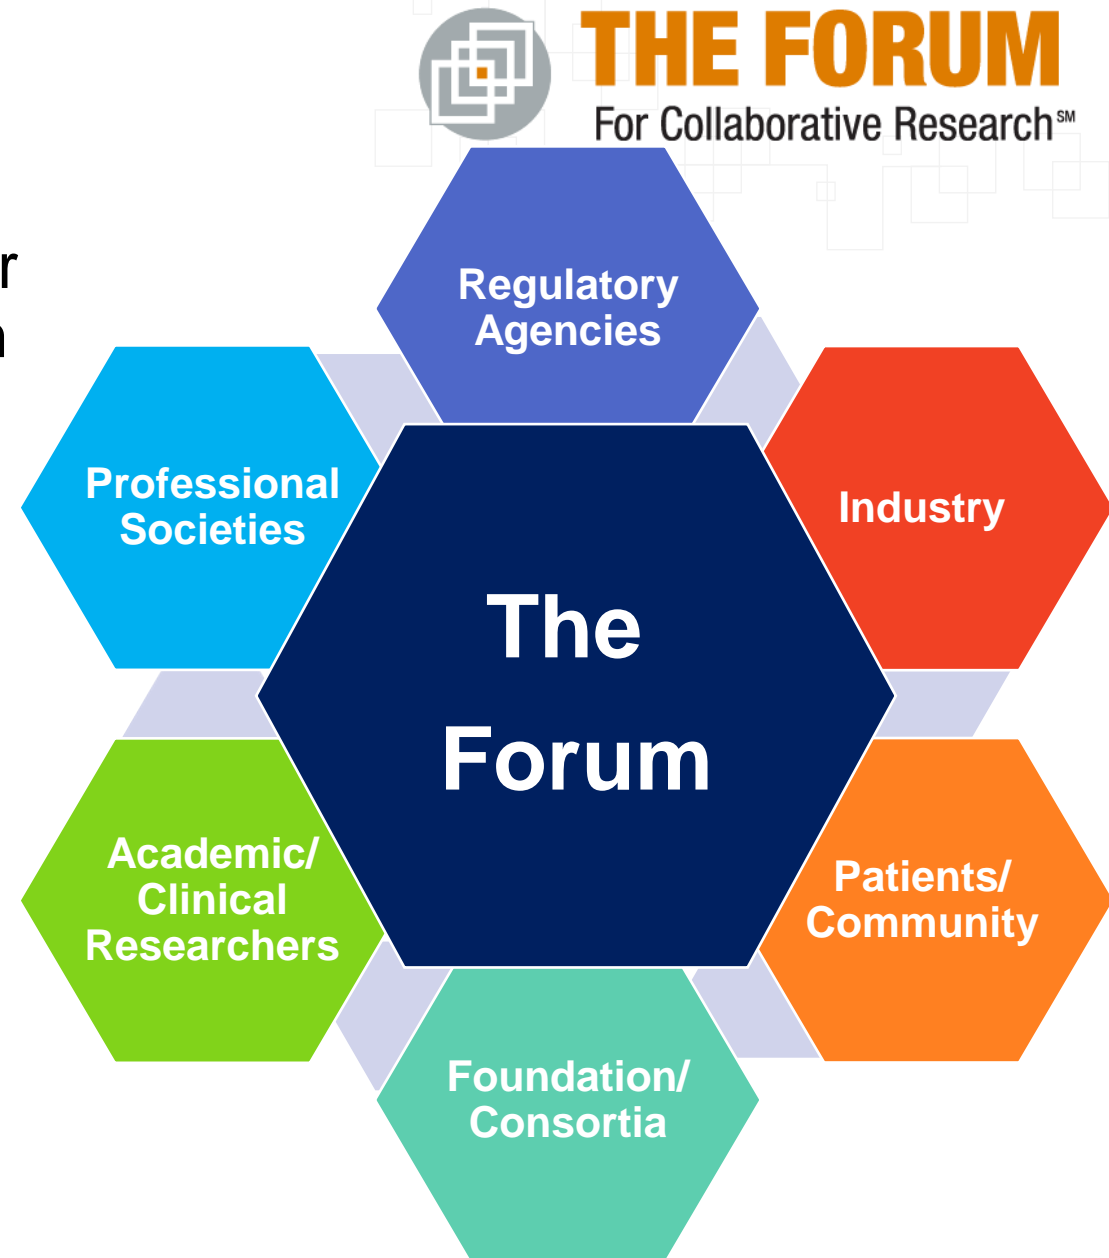 THE FORUM
For Collaborative Research℠
Regulatory
Agencies
Professional
Societies
Industry
The
Forum
Academic/
Clinical
Researchers
Patients/
Community
Foundation/
Consortia